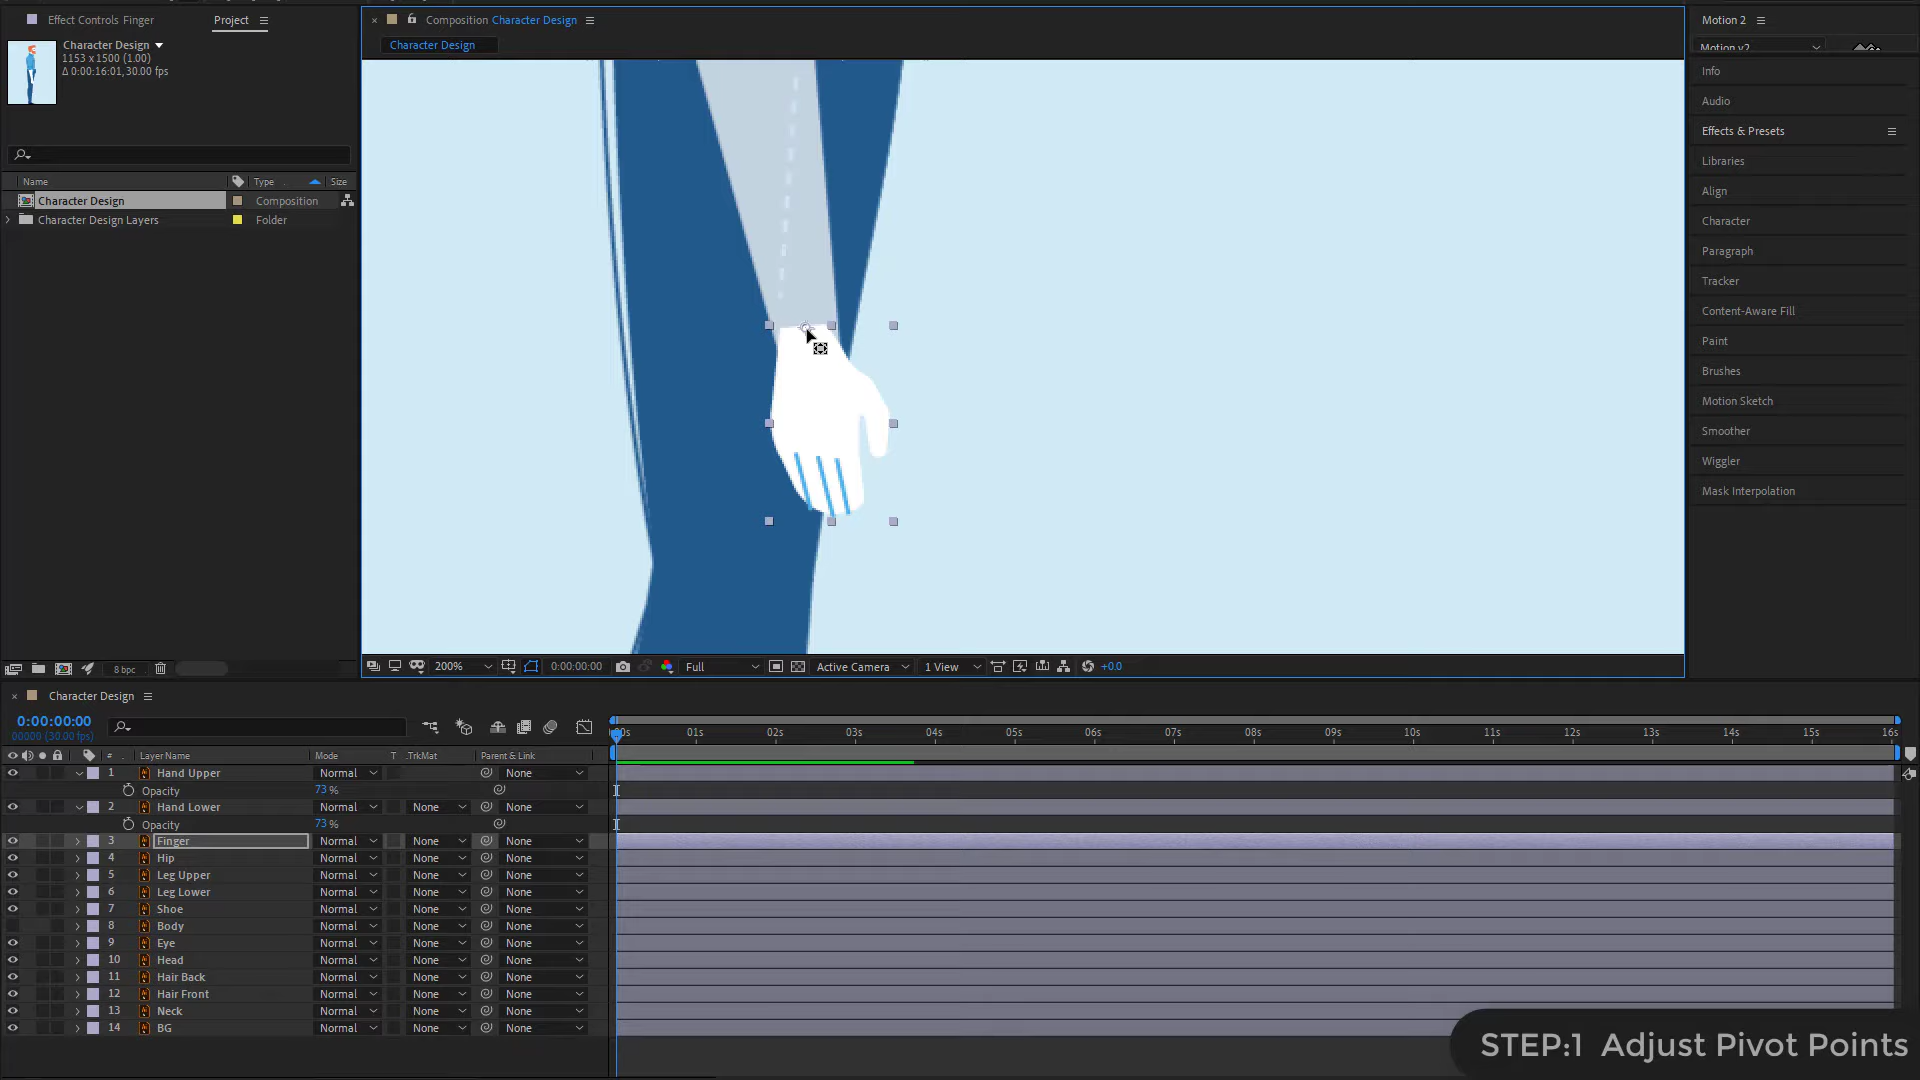 Effect Controls Finger
Project
Composition Character Design
Motion 2
Character Design
1153 x 1500 (1.00)
Δ 0:00:16:01, 30.00 fps
Character Design
Motion v2
Info
Audio
Effects & Presets
Libraries
Align
Character
Paragraph
Tracker
Content-Aware Fill
Paint
Brushes
Motion Sketch
Smoother
Wiggler
Mask Interpolation
Name Type Size
Character Design Composition
Character Design Layers Folder
8 bpc
200% 0:00:00:00 Full Active Camera 1 View +0.0
Character Design
0:00:00:00
00000 (30.00 fps)
00s 01s 02s 03s 04s 05s 06s 07s 08s 09s 10s 11s 12s 13s 14s 15s 16s
# Layer Name Mode T .TrkMat Parent & Link
1 Hand Upper Normal None
Opacity 73 %
2 Hand Lower Normal None None
Opacity 73 %
3 Finger Normal None None
4 Hip Normal None None
5 Leg Upper Normal None None
6 Leg Lower Normal None None
7 Shoe Normal None None
8 Body Normal None None
9 Eye Normal None None
10 Head Normal None None
11 Hair Back Normal None None
12 Hair Front Normal None None
13 Neck Normal None None
14 BG Normal None None
STEP:1 Adjust Pivot Points